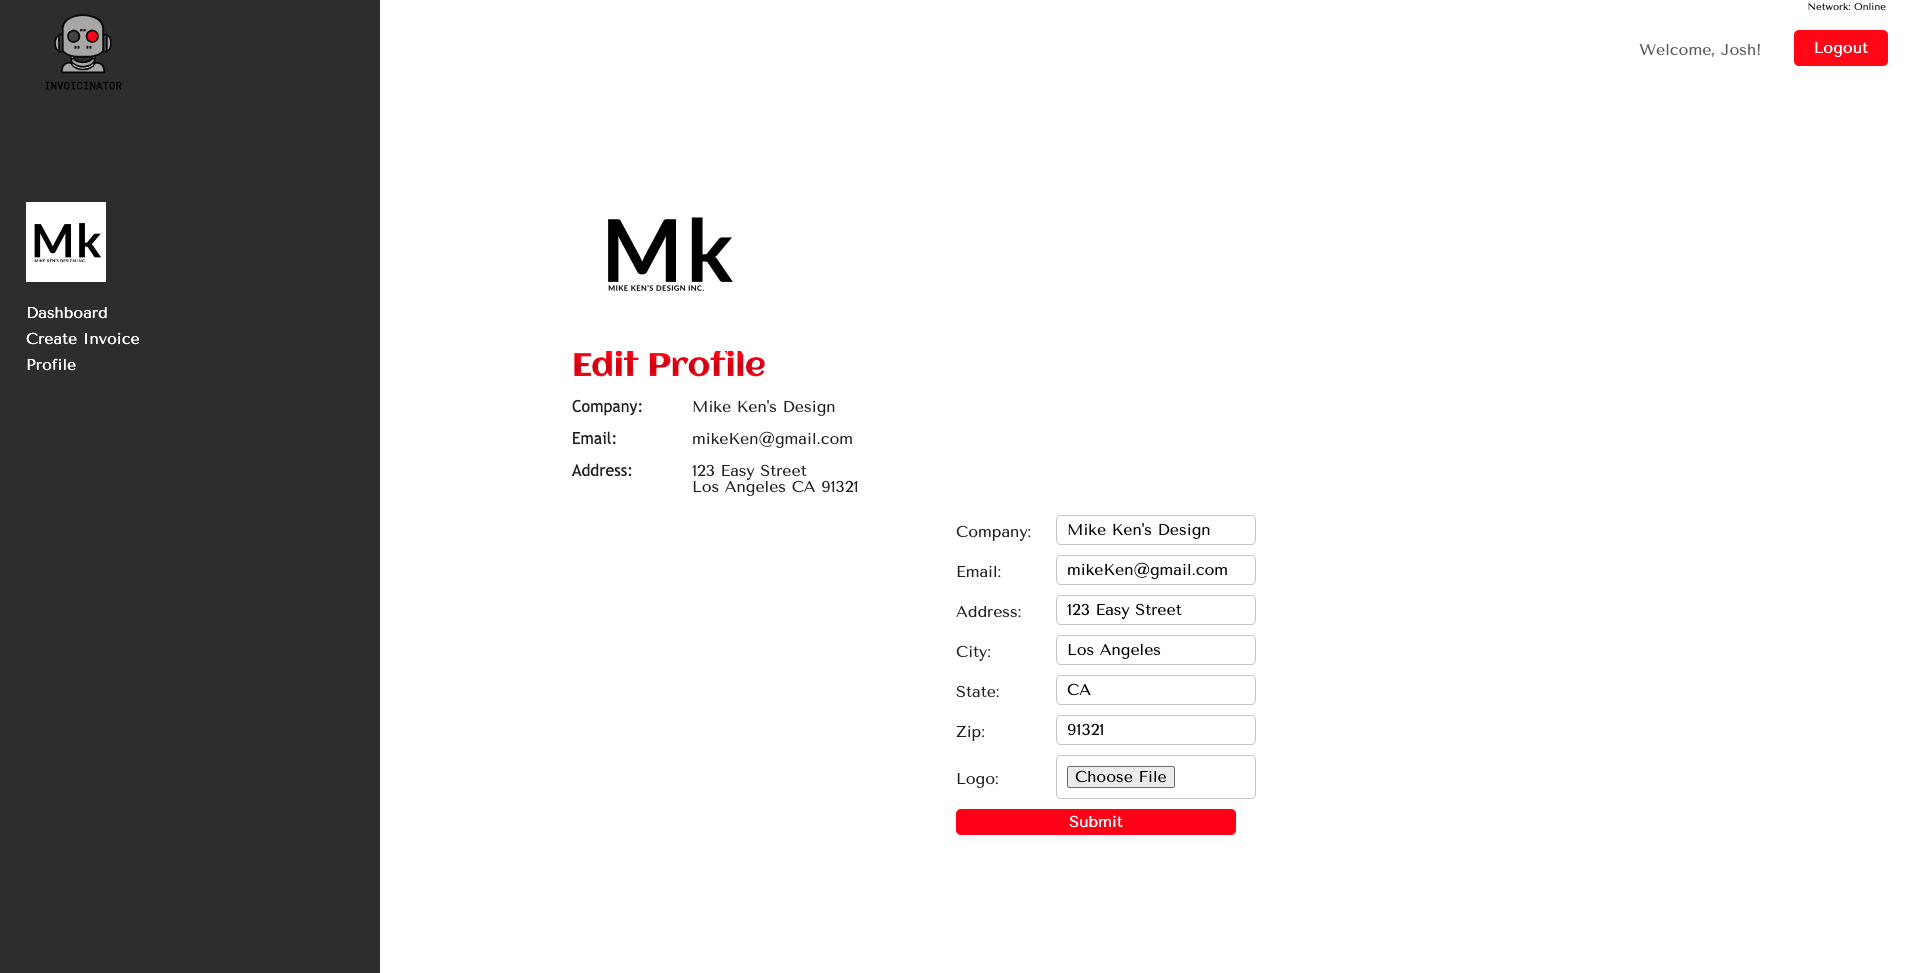 Network: Online
INVOICINATOR
Welcome, Josh!
Logout
Mk
MIKE KEN'S DESIGN INC.
Dashboard
Create Invoice
Profile
Mk
MIKE KEN'S DESIGN INC.
Edit Profile
Company: Mike Ken's Design
Email: mikeKen@gmail.com
Address: 123 Easy Street
Los Angeles CA 91321
Company: Mike Ken's Design
Email: mikeKen@gmail.com
Address: 123 Easy Street
City: Los Angeles
State: CA
Zip: 91321
Logo: Choose File
Submit